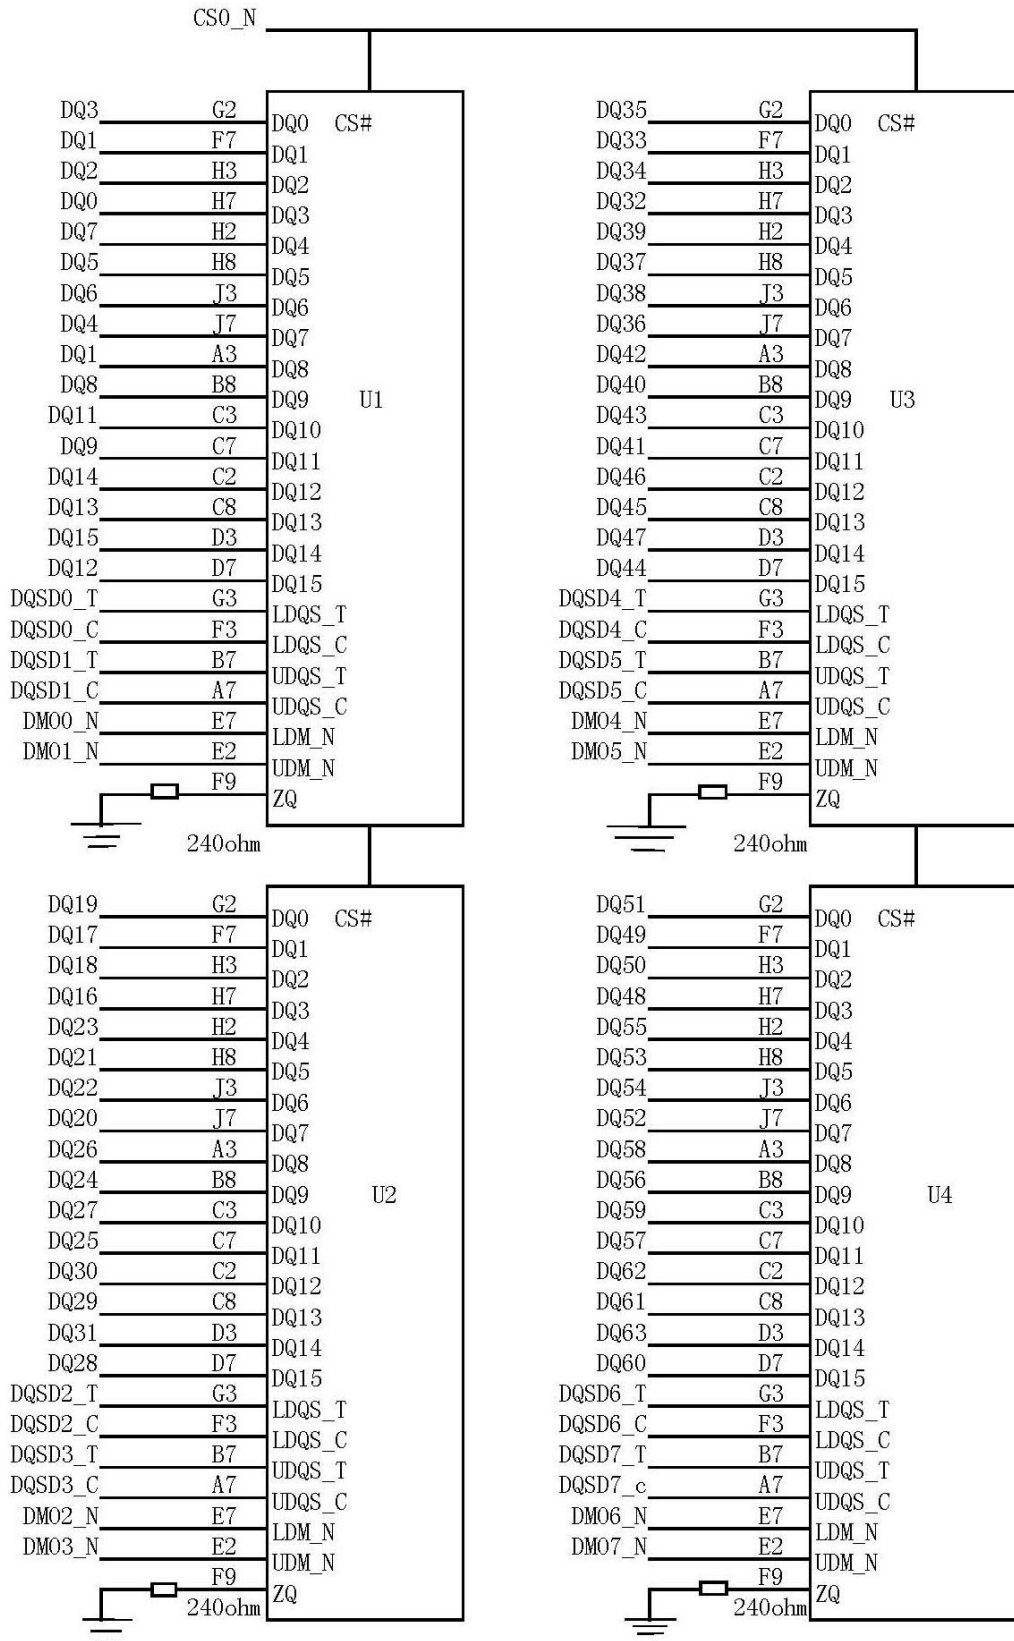 CS0_N
DQ3 G2 DQ0 CS#
DQ1 F7 DQ1
DQ2 H3 DQ2
DQ0 H7 DQ3
DQ7 H2 DQ4
DQ5 H8 DQ5
DQ6 J3 DQ6
DQ4 J7 DQ7
DQ1 A3 DQ8
DQ8 B8 DQ9 U1
DQ11 C3 DQ10
DQ9 C7 DQ11
DQ14 C2 DQ12
DQ13 C8 DQ13
DQ15 D3 DQ14
DQ12 D7 DQ15
DQSD0_T G3 LDQS_T
DQSD0_C F3 LDQS_C
DQSD1_T B7 UDQS_T
DQSD1_C A7 UDQS_C
DM00_N E7 LDM_N
DM01_N E2 UDM_N
F9 ZQ
240ohm
DQ35 G2 DQ0 CS#
DQ33 F7 DQ1
DQ34 H3 DQ2
DQ32 H7 DQ3
DQ39 H2 DQ4
DQ37 H8 DQ5
DQ38 J3 DQ6
DQ36 J7 DQ7
DQ42 A3 DQ8
DQ40 B8 DQ9 U3
DQ43 C3 DQ10
DQ41 C7 DQ11
DQ46 C2 DQ12
DQ45 C8 DQ13
DQ47 D3 DQ14
DQ44 D7 DQ15
DQSD4_T G3 LDQS_T
DQSD4_C F3 LDQS_C
DQSD5_T B7 UDQS_T
DQSD5_C A7 UDQS_C
DM04_N E7 LDM_N
DM05_N E2 UDM_N
F9 ZQ
240ohm
DQ19 G2 DQ0 CS#
DQ17 F7 DQ1
DQ18 H3 DQ2
DQ16 H7 DQ3
DQ23 H2 DQ4
DQ21 H8 DQ5
DQ22 J3 DQ6
DQ20 J7 DQ7
DQ26 A3 DQ8
DQ24 B8 DQ9 U2
DQ27 C3 DQ10
DQ25 C7 DQ11
DQ30 C2 DQ12
DQ29 C8 DQ13
DQ31 D3 DQ14
DQ28 D7 DQ15
DQSD2_T G3 LDQS_T
DQSD2_C F3 LDQS_C
DQSD3_T B7 UDQS_T
DQSD3_C A7 UDQS_C
DM02_N E7 LDM_N
DM03_N E2 UDM_N
F9 ZQ
240ohm
DQ51 G2 DQ0 CS#
DQ49 F7 DQ1
DQ50 H3 DQ2
DQ48 H7 DQ3
DQ55 H2 DQ4
DQ53 H8 DQ5
DQ54 J3 DQ6
DQ52 J7 DQ7
DQ58 A3 DQ8
DQ56 B8 DQ9 U4
DQ59 C3 DQ10
DQ57 C7 DQ11
DQ62 C2 DQ12
DQ61 C8 DQ13
DQ63 D3 DQ14
DQ60 D7 DQ15
DQSD6_T G3 LDQS_T
DQSD6_C F3 LDQS_C
DQSD7_T B7 UDQS_T
DQSD7_c A7 UDQS_C
DM06_N E7 LDM_N
DM07_N E2 UDM_N
F9 ZQ
240ohm